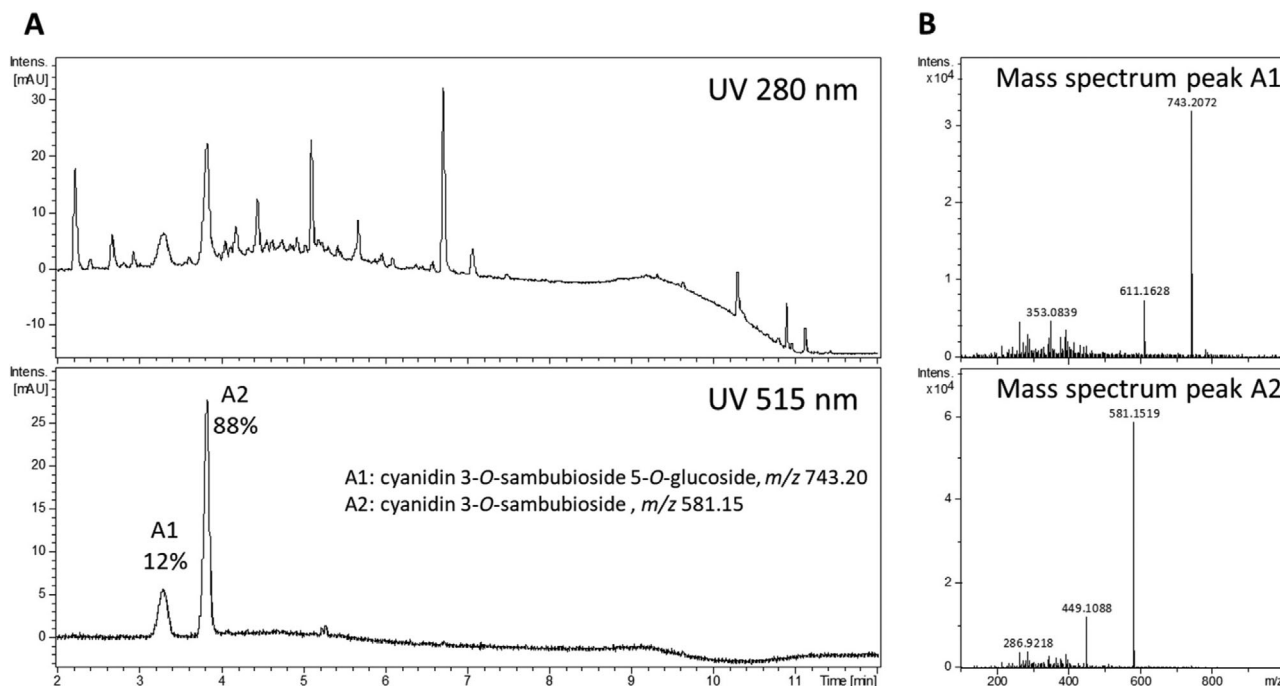 A
Intens.
[mAU]
UV 280 nm
30
20
10
0
-10
Intens.
[mAU]
UV 515 nm
A2
88%
25
20
15
10
5
0
A1: cyanidin 3-O-sambubioside 5-O-glucoside, m/z 743.20
A2: cyanidin 3-O-sambubioside , m/z 581.15
A1
12%
2 3 4 5 6 7 8 9 10 11 Time [min]
B
Intens.
x10⁴
Mass spectrum peak A1
743.2072
3
2
1
0
611.1628
353.0839
Intens.
x10⁴
Mass spectrum peak A2
581.1519
6
4
2
0
449.1088
286.9218
200 400 600 800 m/z